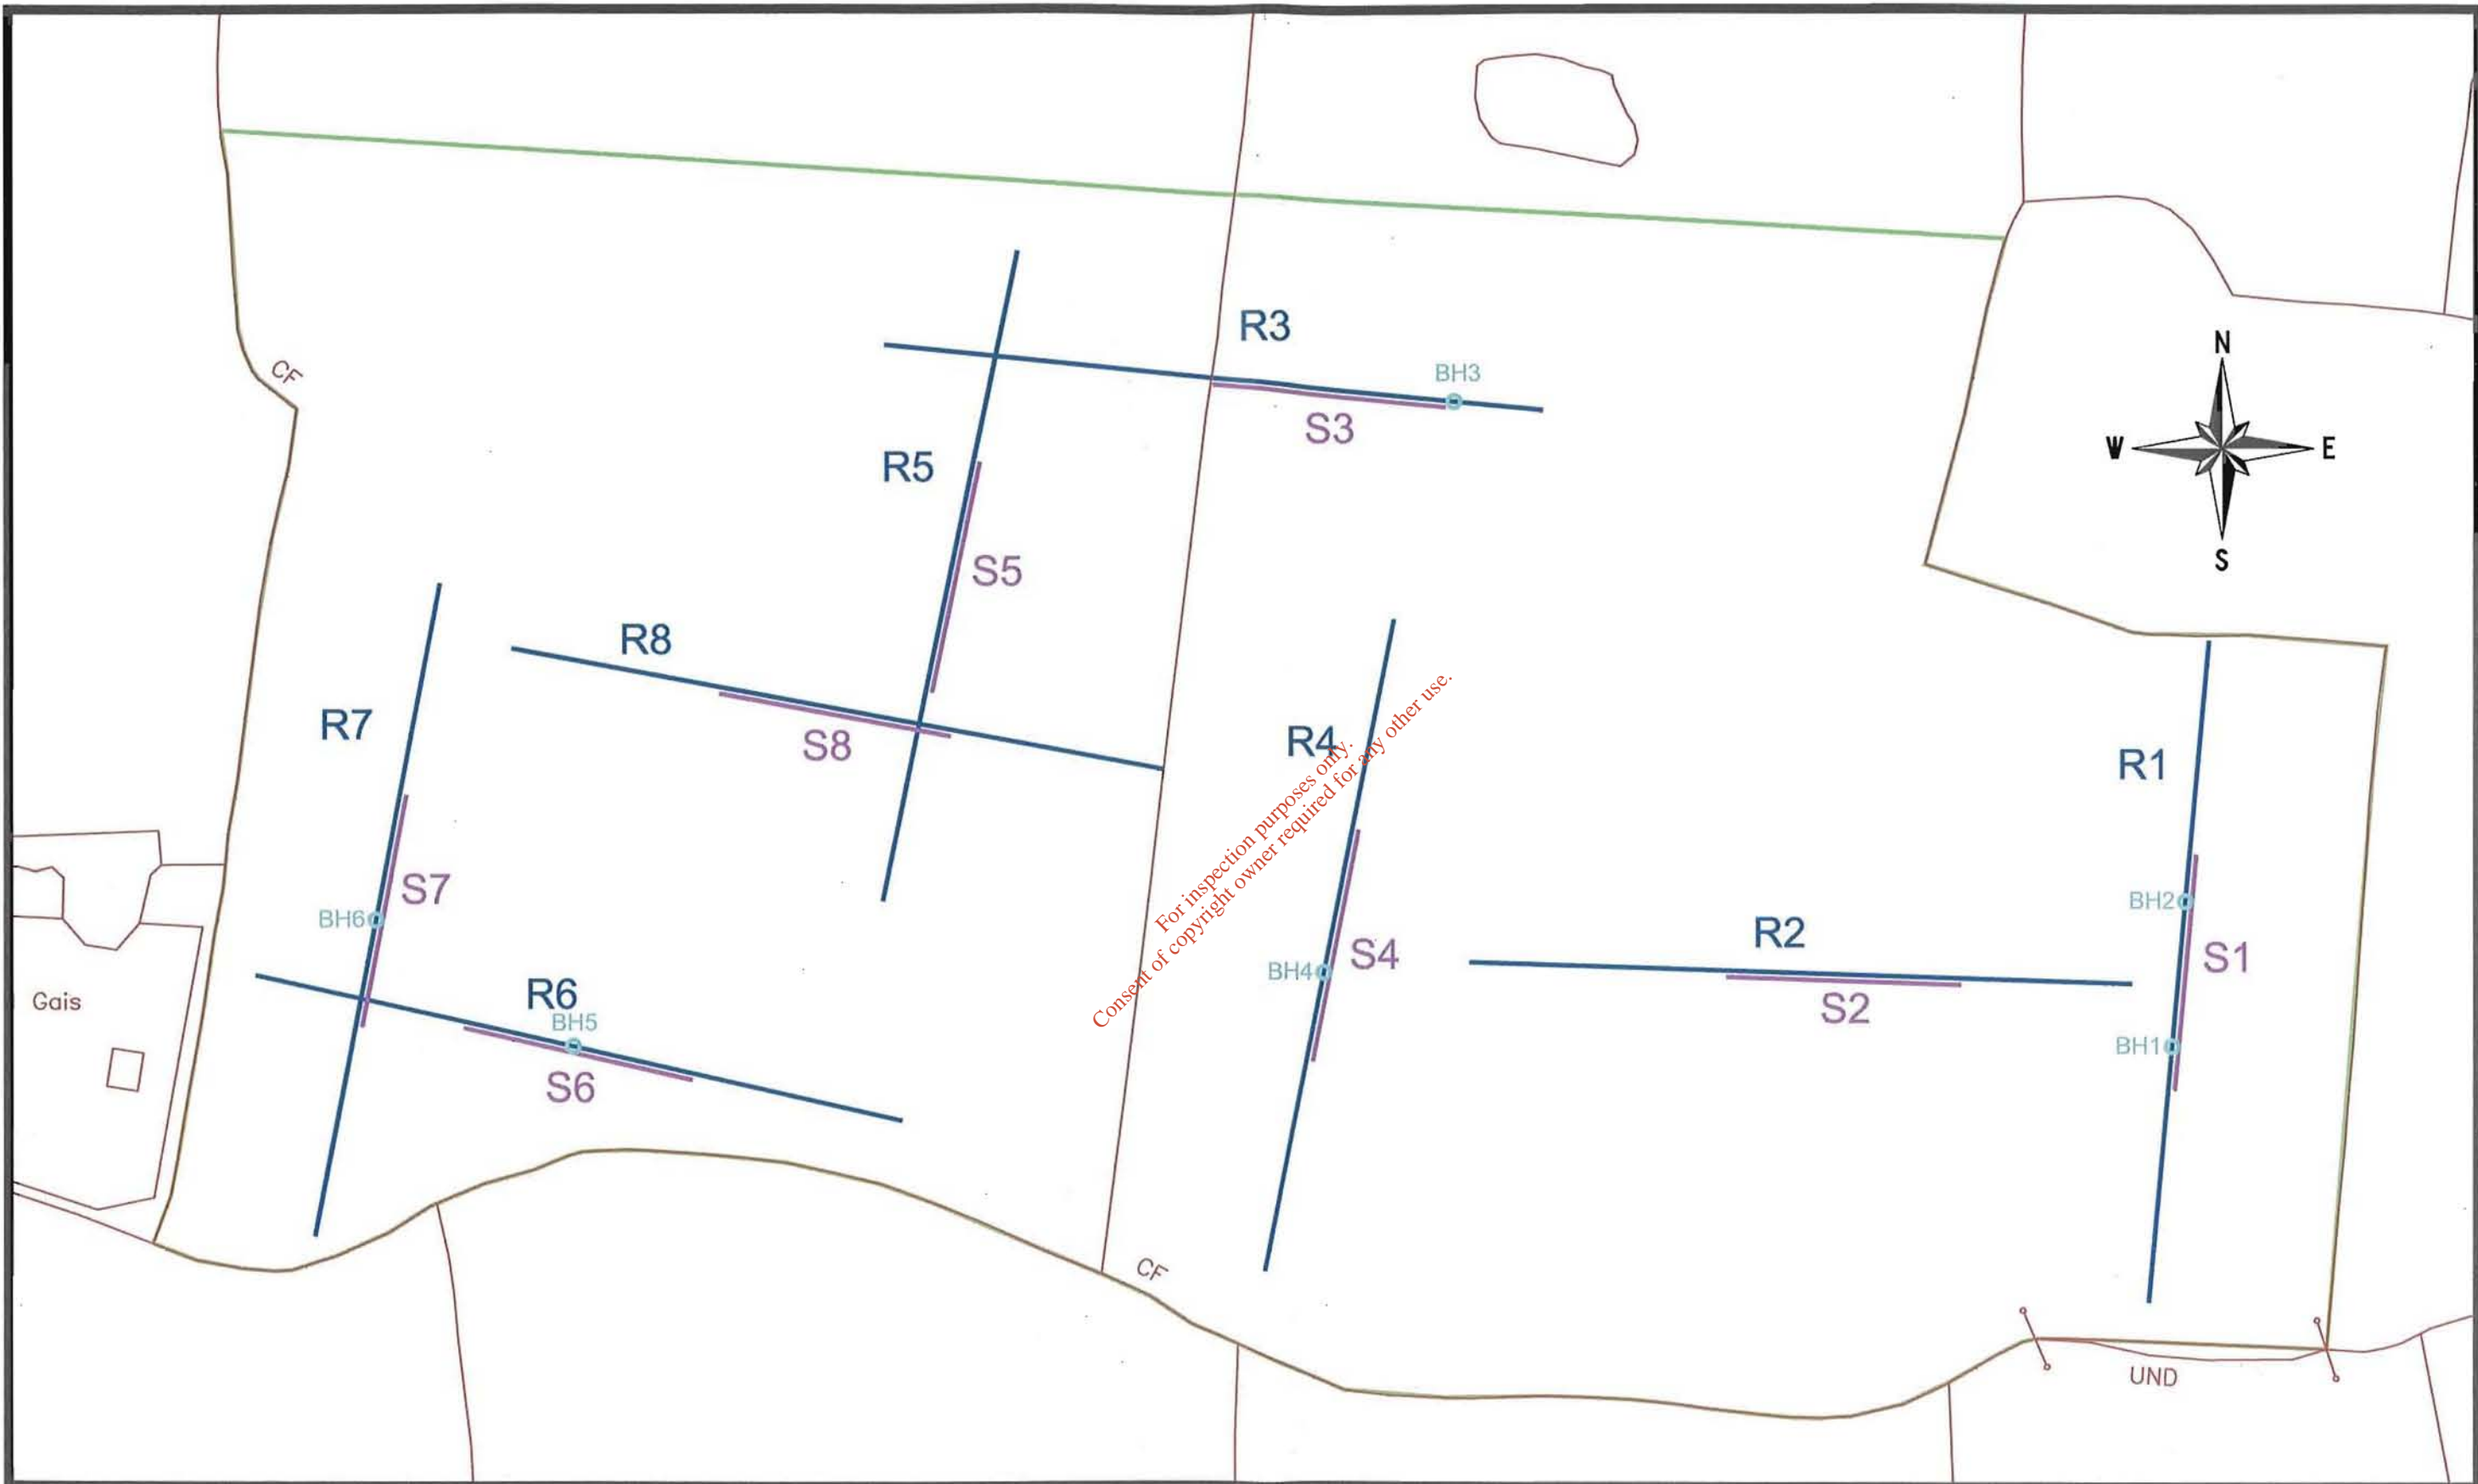 CF
R3
BH3
S3
N
W
E
S
R5
S5
R8
S8
R7
S7
BH6
R4
R1
For inspection purposes only.
Consent of copyright owner required for any other use.
BH2
S1
R2
S2
BH4
S4
BH1
Gais
R6
BH5
S6
CF
UND